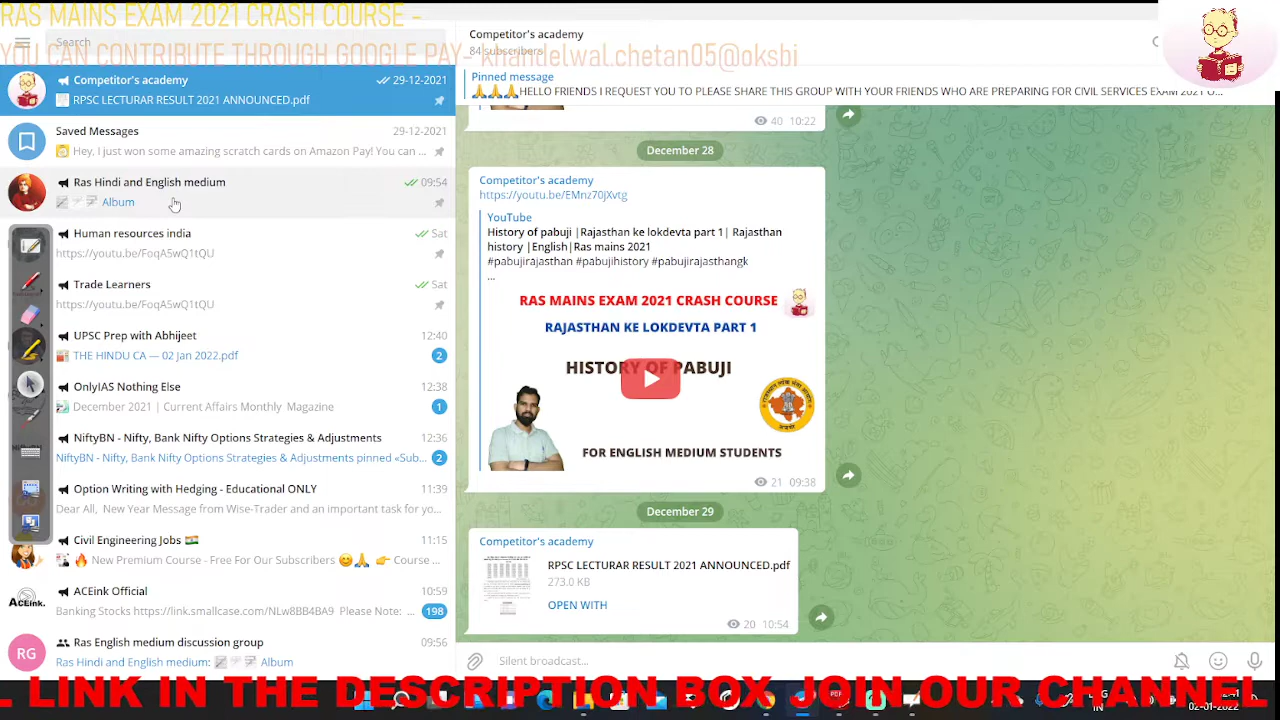 RAS MAINS EXAM 2021 CRASH COURSE -
YOU CAN CONTRIBUTE THROUGH GOOGLE PAY- khandelwal.chetan05@oksbi
Search
Competitor's academy
29-12-2021
RPSC LECTURAR RESULT 2021 ANNOUNCED.pdf
Saved Messages
29-12-2021
Hey, I just won some amazing scratch cards on Amazon Pay! You can ...
Ras Hindi and English medium
09:54
Album
Human resources india
Sat
https://youtu.be/FoqA5wQ1tQU
Trade Learners
Sat
https://youtu.be/FoqA5wQ1tQU
UPSC Prep with Abhijeet
12:40
THE HINDU CA — 02 Jan 2022.pdf
2
OnlyIAS Nothing Else
12:38
December 2021 | Current Affairs Monthly Magazine
1
NiftyBN - Nifty, Bank Nifty Options Strategies & Adjustments
12:36
NiftyBN - Nifty, Bank Nifty Options Strategies & Adjustments pinned «Sub...
2
Option Writing with Hedging - Educational ONLY
11:39
Dear All, New Year Message from Wise-Trader and an important task for yo...
Civil Engineering Jobs 🇮🇳
11:15
🔥 New Premium Course - Free For Our Subscribers 😊🙏 👉 Course ...
ACEink Official
10:59
ACEink.
Banking Stocks https://link.smallcase.com/NLw8BB4BA9 Please Note: ...
198
RG
Ras English medium discussion group
09:56
Ras Hindi and English medium: Album
Competitor's academy
84 subscribers
Pinned message
🙏🙏🙏HELLO FRIENDS I REQUEST YOU TO PLEASE SHARE THIS GROUP WITH YOUR FRIENDS WHO ARE PREPARING FOR CIVIL SERVICES EXAM 2021 O...
40 10:22
December 28
Competitor's academy
https://youtu.be/EMnz70jXvtg
YouTube
History of pabuji |Rajasthan ke lokdevta part 1| Rajasthan
history |English|Ras mains 2021
#pabujirajasthan #pabujihistory #pabujirajasthangk
...
RAS MAINS EXAM 2021 CRASH COURSE
RAJASTHAN KE LOKDEVTA PART 1
HISTORY OF PABUJI
FOR ENGLISH MEDIUM STUDENTS
21 09:38
December 29
Competitor's academy
RPSC LECTURAR RESULT 2021 ANNOUNCED.pdf
273.0 KB
OPEN WITH
20 10:54
Silent broadcast...
. LINK IN THE DESCRIPTION BOX JOIN OUR CHANNEL
02-01-2022